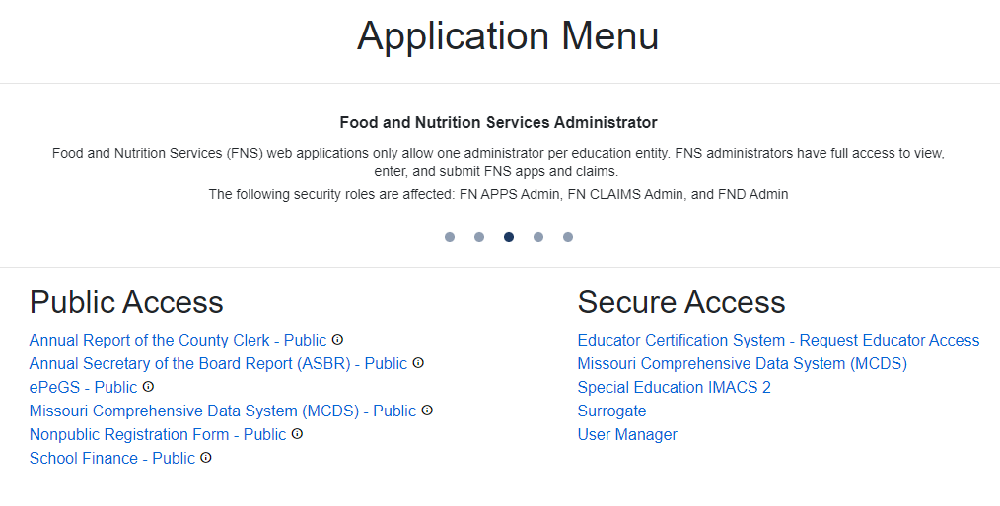 Application Menu
Food and Nutrition Services Administrator
Food and Nutrition Services (FNS) web applications only allow one administrator per education entity. FNS administrators have full access to view,
enter, and submit FNS apps and claims.
The following security roles are affected: FN APPS Admin, FN CLAIMS Admin, and FND Admin
Public Access
Annual Report of the County Clerk - Public
Annual Secretary of the Board Report (ASBR) - Public
ePeGS - Public
Missouri Comprehensive Data System (MCDS) - Public
Nonpublic Registration Form - Public
School Finance - Public
Secure Access
Educator Certification System - Request Educator Access
Missouri Comprehensive Data System (MCDS)
Special Education IMACS 2
Surrogate
User Manager